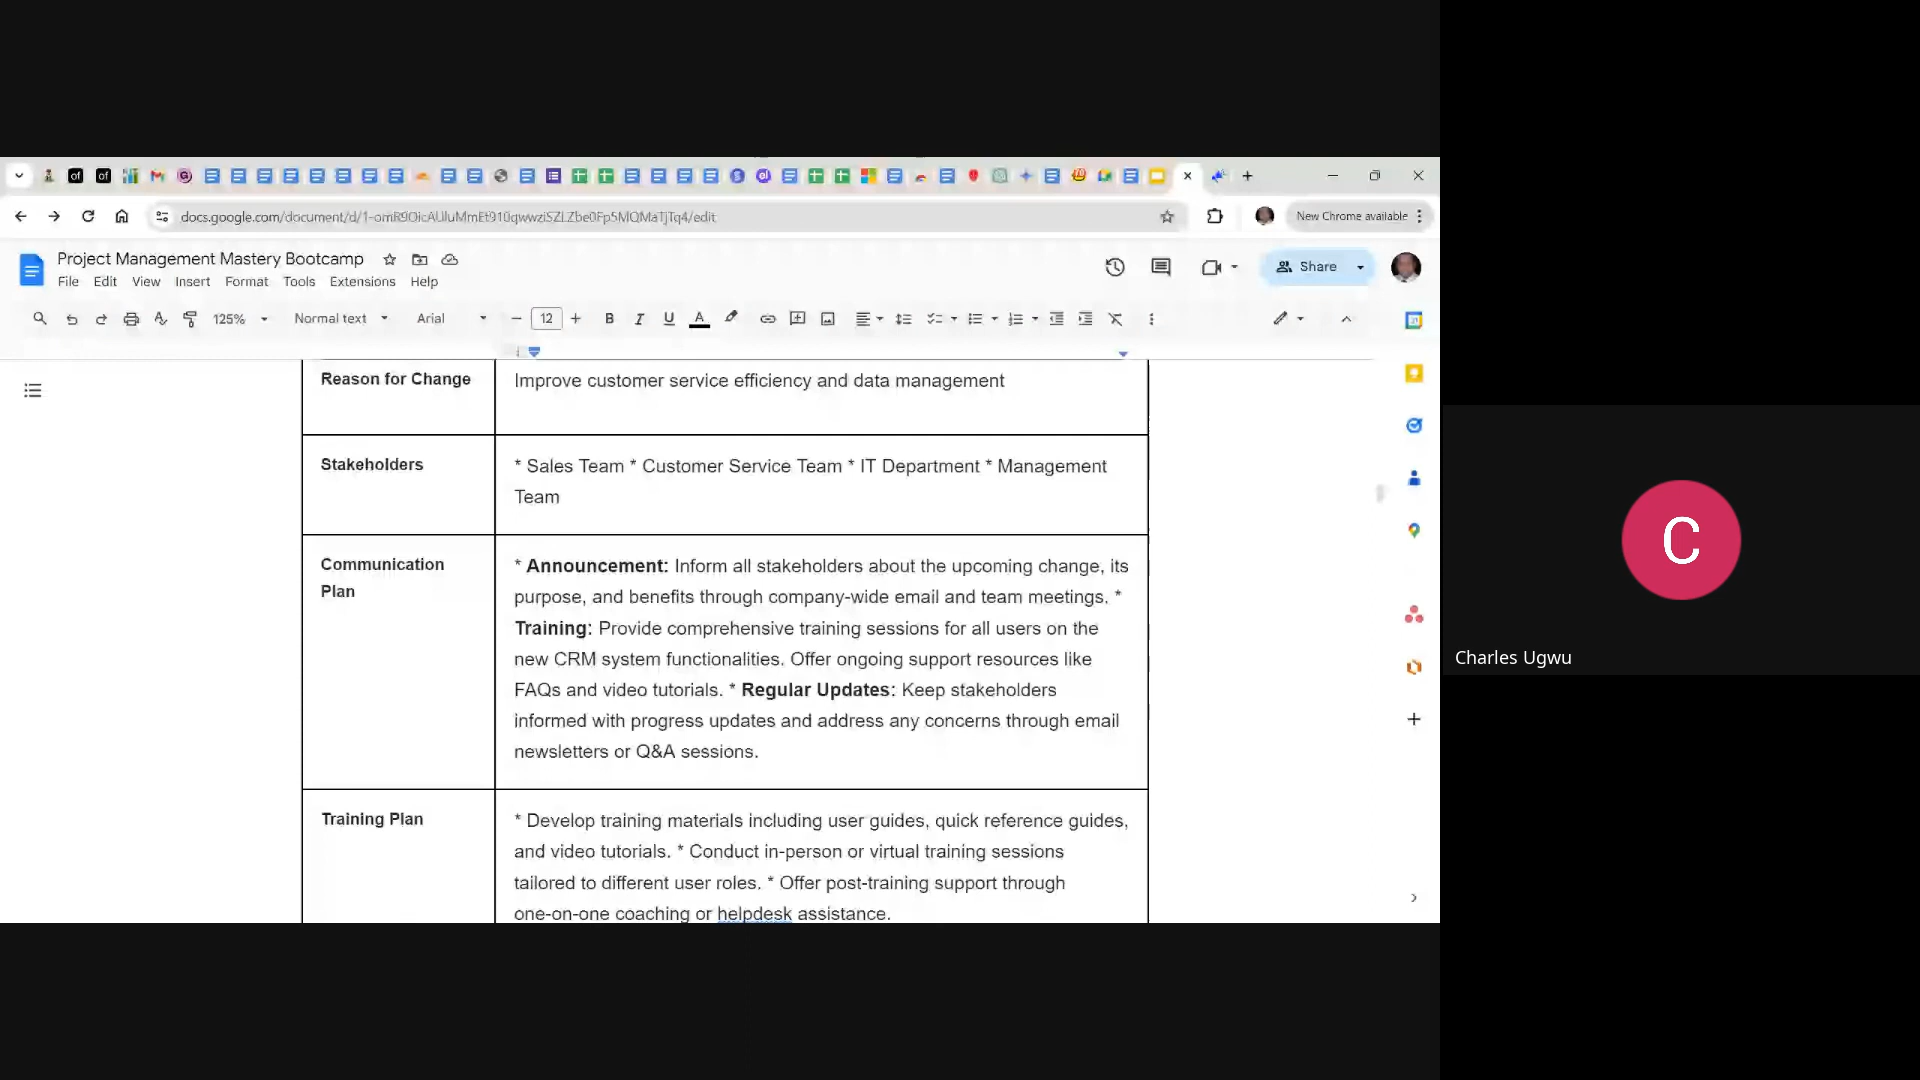 docs.google.com/document/d/1-omR9OicAUluMmEt910qwwziSZLZbe0Fp5MQMaTjTq4/edit
New Chrome available
Project Management Mastery Bootcamp
File Edit View Insert Format Tools Extensions Help
Share
125% Normal text Arial 12 B I U A
Reason for Change
Improve customer service efficiency and data management
Stakeholders
* Sales Team * Customer Service Team * IT Department * Management
Team
Communication
Plan
* Announcement: Inform all stakeholders about the upcoming change, its
purpose, and benefits through company-wide email and team meetings. *
Training: Provide comprehensive training sessions for all users on the
new CRM system functionalities. Offer ongoing support resources like
FAQs and video tutorials. * Regular Updates: Keep stakeholders
informed with progress updates and address any concerns through email
newsletters or Q&A sessions.
Training Plan
* Develop training materials including user guides, quick reference guides,
and video tutorials. * Conduct in-person or virtual training sessions
tailored to different user roles. * Offer post-training support through
one-on-one coaching or helpdesk assistance.
C
Charles Ugwu